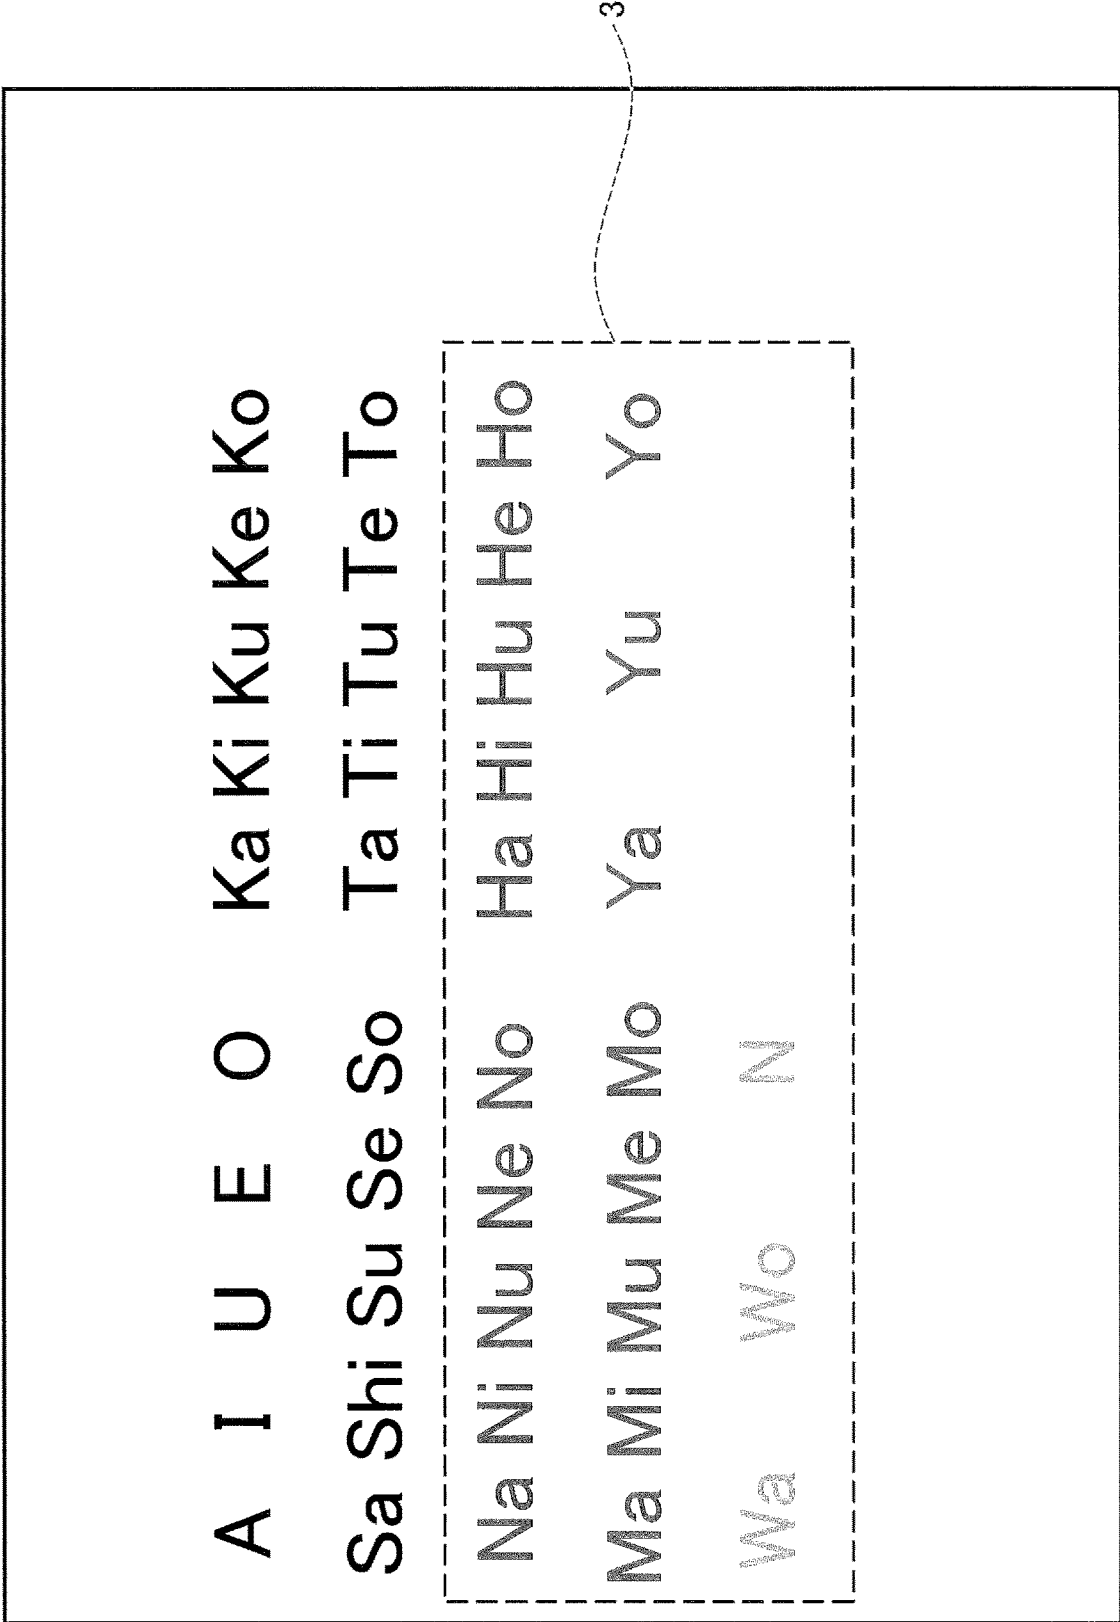 3
A I U E O Ka Ki Ku Ke Ko
Sa Shi Su Se So Ta Ti Tu Te To
Na Ni Nu Ne No Ha Hi Hu He Ho
Ma Mi Mu Me Mo Ya Yu Yo
Wa Wo N